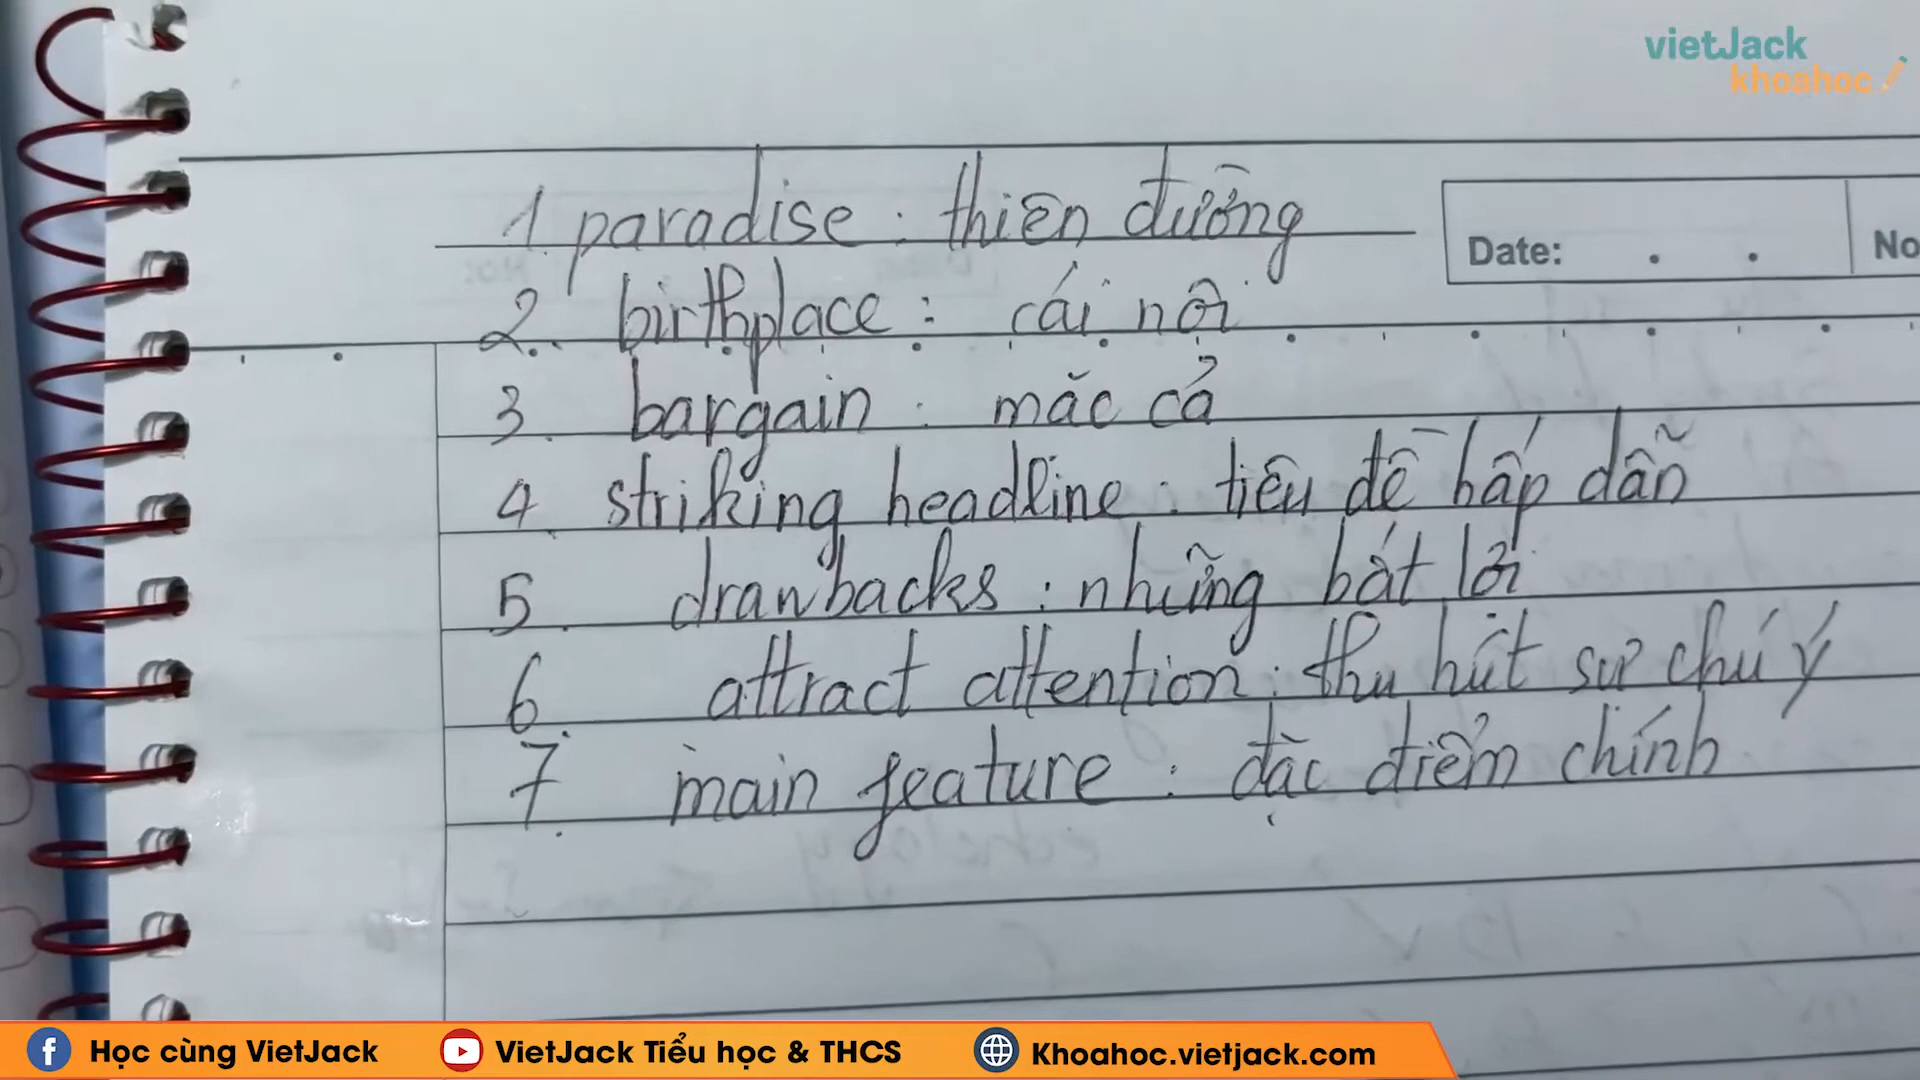 vietJack
khoahoc
1. paradise : thiên đường
Date: . . No
2. birthplace : cái nôi
3. bargain : mặc cả
4. striking headline : tiêu đề hấp dẫn
5. drawbacks : những bất lợi
6. attract attention : thu hút sự chú ý
7. main feature : đặc điểm chính
Học cùng VietJack VietJack Tiểu học & THCS Khoahoc.vietjack.com